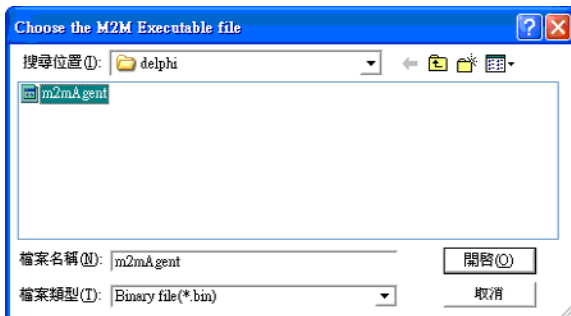 Choose the M2M Executable file
搜尋位置(I): delphi
m2mAgent
檔案名稱(N): m2mAgent 開啓(O)
檔案類型(T): Binary file(*.bin) 取消